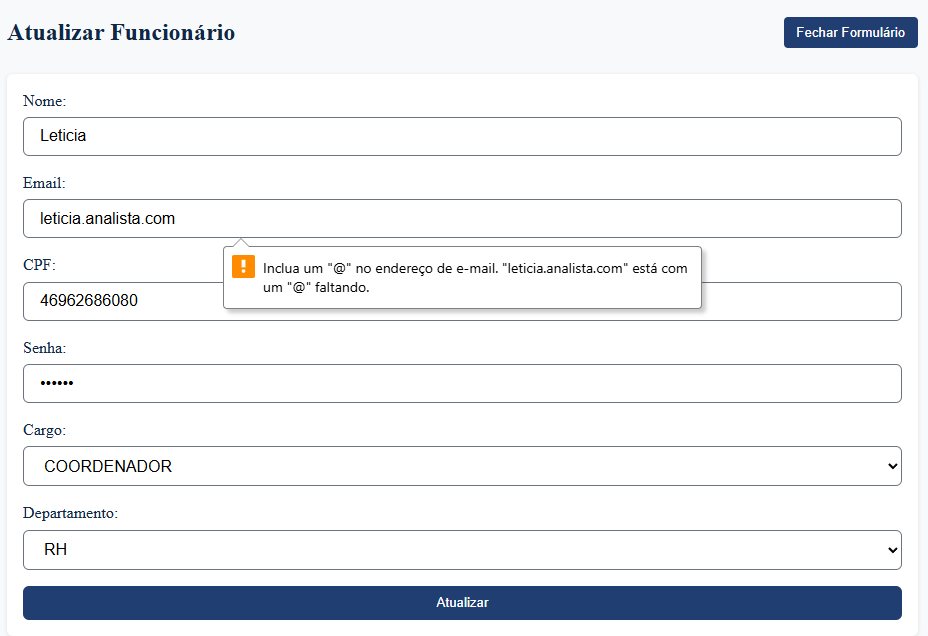 Atualizar Funcionário
Fechar Formulário
Nome:
Leticia
Email:
leticia.analista.com
Inclua um "@" no endereço de e-mail. "leticia.analista.com" está com
um "@" faltando.
CPF:
46962686080
Senha:
••••••
Cargo:
COORDENADOR
Departamento:
RH
Atualizar